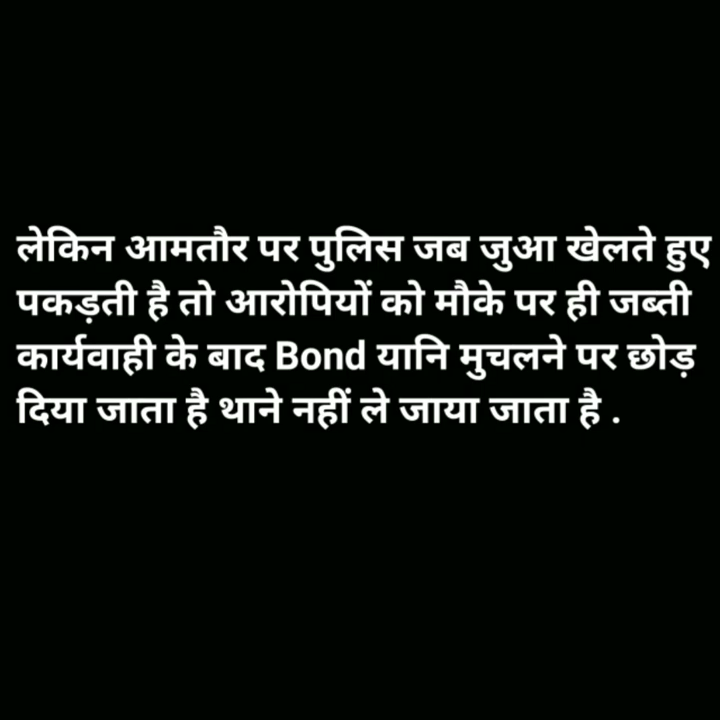 लेकिन आमतौर पर पुलिस जब जुआ खेलते हुए
पकड़ती है तो आरोपियों को मौके पर ही जब्ती
कार्यवाही के बाद Bond यानि मुचलने पर छोड़
दिया जाता है थाने नहीं ले जाया जाता है .